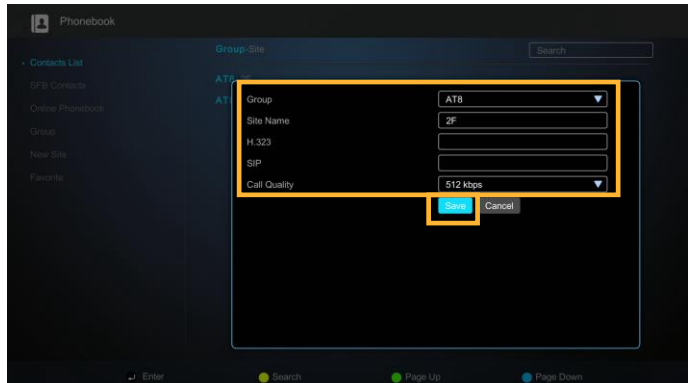 Phonebook
Group-Site
Search
Contacts List
SFB Contacts
Online Phonebook
Group
New Site
Favorite
AT8
Group AT8
Site Name 2F
H.323
SIP
Call Quality 512 kbps
Save Cancel
Enter Search Page Up Page Down